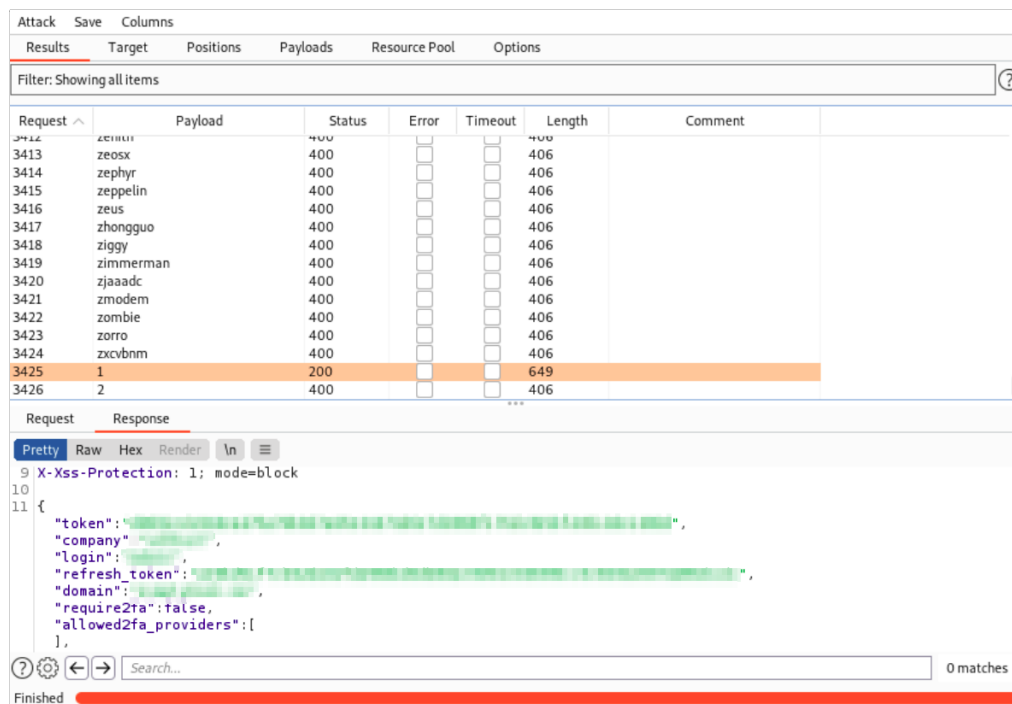 Attack Save Columns
Results Target Positions Payloads Resource Pool Options
Filter: Showing all items ?
Request Payload Status Error Timeout Length Comment
3412 zenith 400 406
3413 zeosx 400 406
3414 zephyr 400 406
3415 zeppelin 400 406
3416 zeus 400 406
3417 zhongguo 400 406
3418 ziggy 400 406
3419 zimmerman 400 406
3420 zjaaadc 400 406
3421 zmodem 400 406
3422 zombie 400 406
3423 zorro 400 406
3424 zxcvbnm 400 406
3425 1 200 649
3426 2 400 406
Request Response
Pretty Raw Hex Render \n
9 X-Xss-Protection: 1; mode=block
10
11 {
"token":" ",
"company" ,
"login": ,
"refresh_token": ",
"domain": ,
"require2fa":false,
"allowed2fa_providers":[
],
? Search... 0 matches
Finished